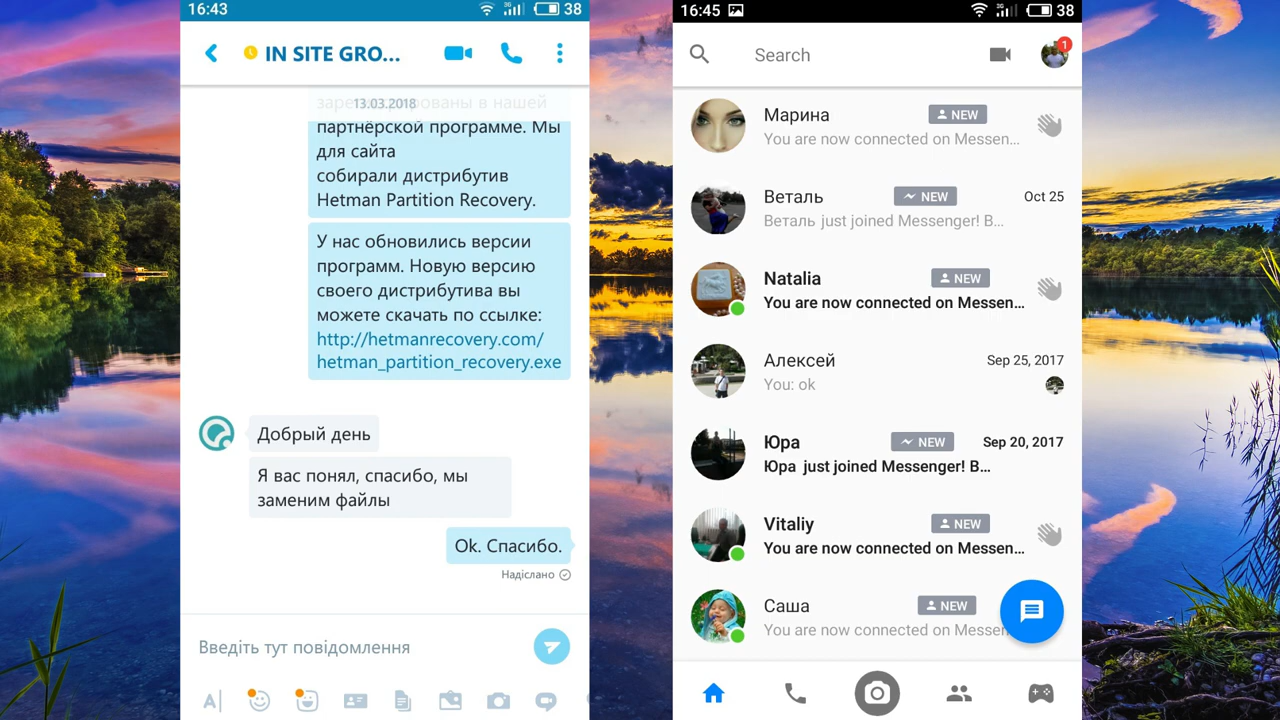 16:43
3G
38
IN SITE GRO...
13.03.2018
в нашей
партнёрской программе. Мы
для сайта
собирали дистрибутив
Hetman Partition Recovery.
У нас обновились версии
программ. Новую версию
своего дистрибутива вы
можете скачать по ссылке:
http://hetmanrecovery.com/
hetman_partition_recovery.exe
Добрый день
Я вас понял, спасибо, мы
заменим файлы
Ok. Спасибо.
Надіслано
Введіть тут повідомлення
A
16:45
3G
38
Search
1
Марина
NEW
You are now connected on Messen...
Веталь
NEW
Oct 25
Веталь just joined Messenger! В...
Natalia
NEW
You are now connected on Messen...
Алексей
Sep 25, 2017
You: ok
Юра
NEW
Sep 20, 2017
Юра just joined Messenger! В...
Vitaliy
NEW
You are now connected on Messen...
Саша
NEW
You are now connected on Messen